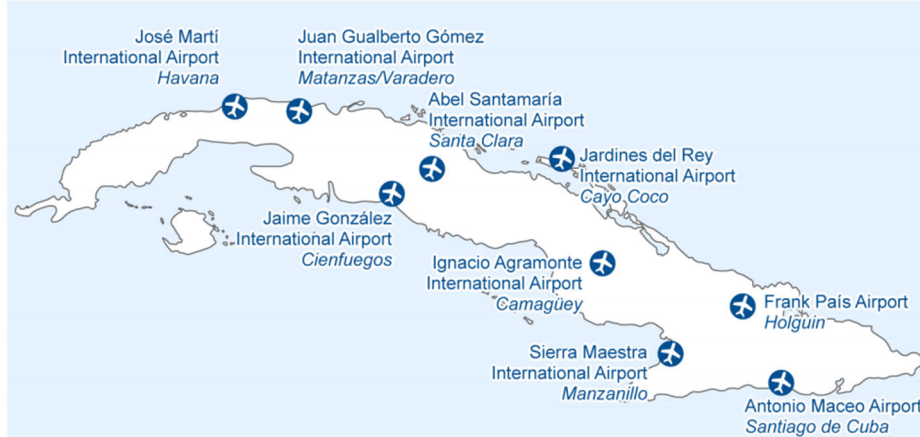 José Martí
International Airport
Havana
Juan Gualberto Gómez
International Airport
Matanzas/Varadero
Abel Santamaría
International Airport
Santa Clara
Jardines del Rey
International Airport
Cayo Coco
Jaime González
International Airport
Cienfuegos
Ignacio Agramonte
International Airport
Camagüey
Frank País Airport
Holguin
Sierra Maestra
International Airport
Manzanillo
Antonio Maceo Airport
Santiago de Cuba